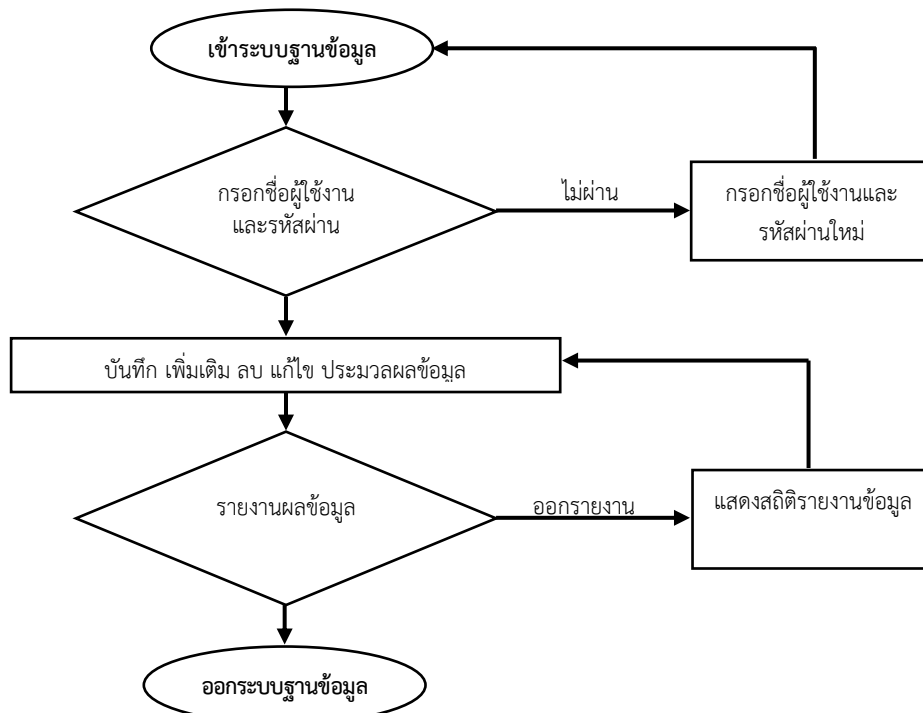 เข้าระบบฐานข้อมูล
กรอกชื่อผู้ใช้งาน
และรหัสผ่าน
ไม่ผ่าน
กรอกชื่อผู้ใช้งานและ
รหัสผ่านใหม่
บันทึก เพิ่มเติม ลบ แก้ไข ประมวลผลข้อมูล
รายงานผลข้อมูล
ออกรายงาน
แสดงสถิติรายงานข้อมูล
ออกระบบฐานข้อมูล